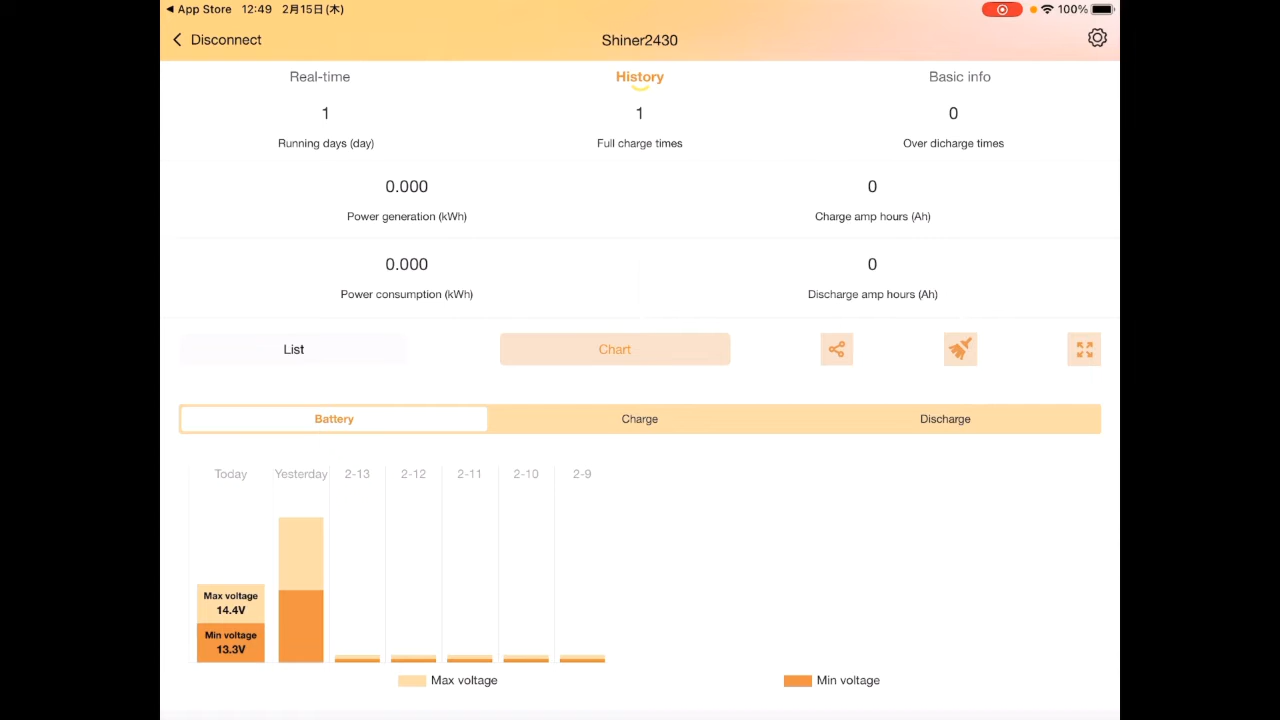 App Store 12:49 2月15日(木) 100%
Disconnect
Shiner2430
Real-time History Basic info
1 1 0
Running days (day) Full charge times Over dicharge times
0.000 0
Power generation (kWh) Charge amp hours (Ah)
0.000 0
Power consumption (kWh) Discharge amp hours (Ah)
List Chart
Battery Charge Discharge
Today Yesterday 2-13 2-12 2-11 2-10 2-9
Max voltage
14.4V
Min voltage
13.3V
Max voltage Min voltage